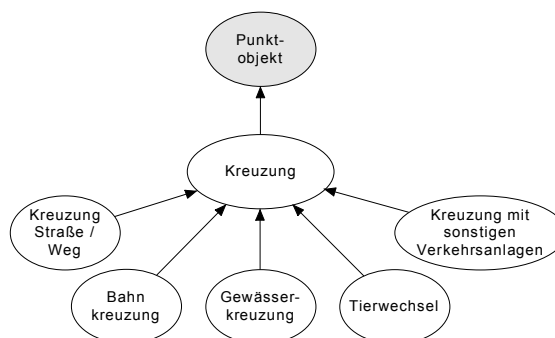 Punkt-
objekt
Kreuzung
Kreuzung
Straße /
Weg
Kreuzung mit
sonstigen
Verkehrsanlagen
Bahn
kreuzung
Gewässer-
kreuzung
Tierwechsel